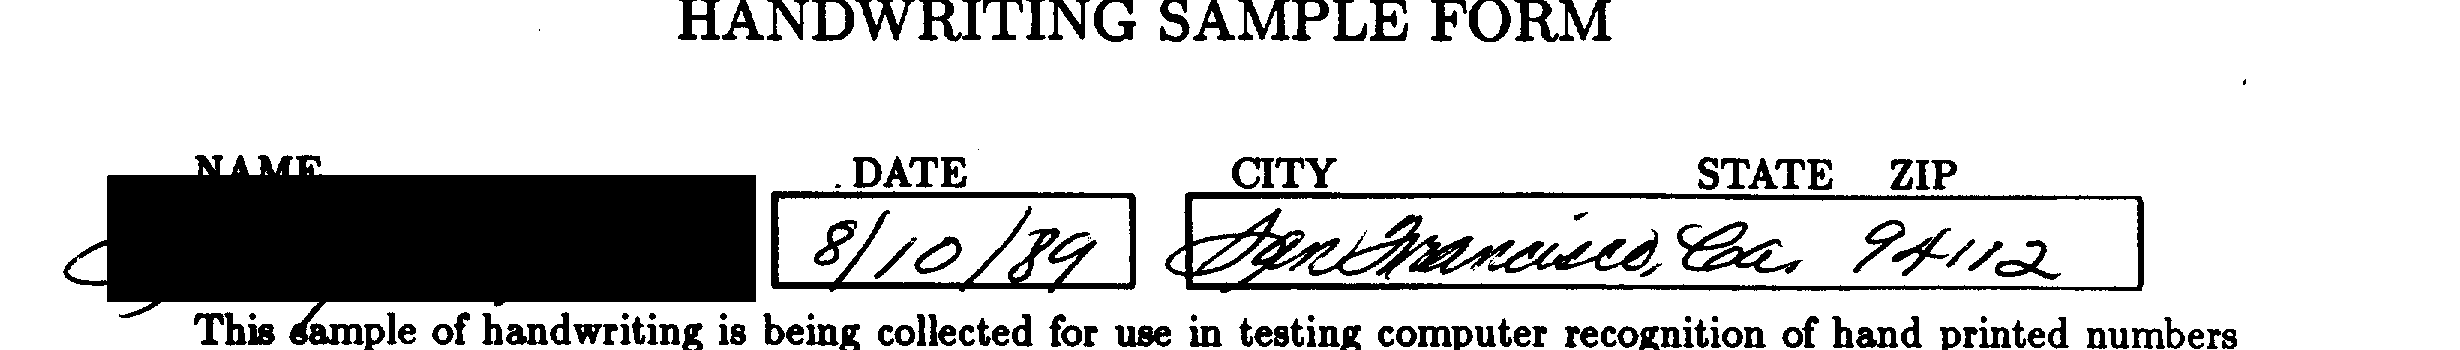 HANDWRITING SAMPLE FORM
NAME DATE CITY STATE ZIP
8/10/89 San Francisco, Ca. 94112
This sample of handwriting is being collected for use in testing computer recognition of hand printed numbers